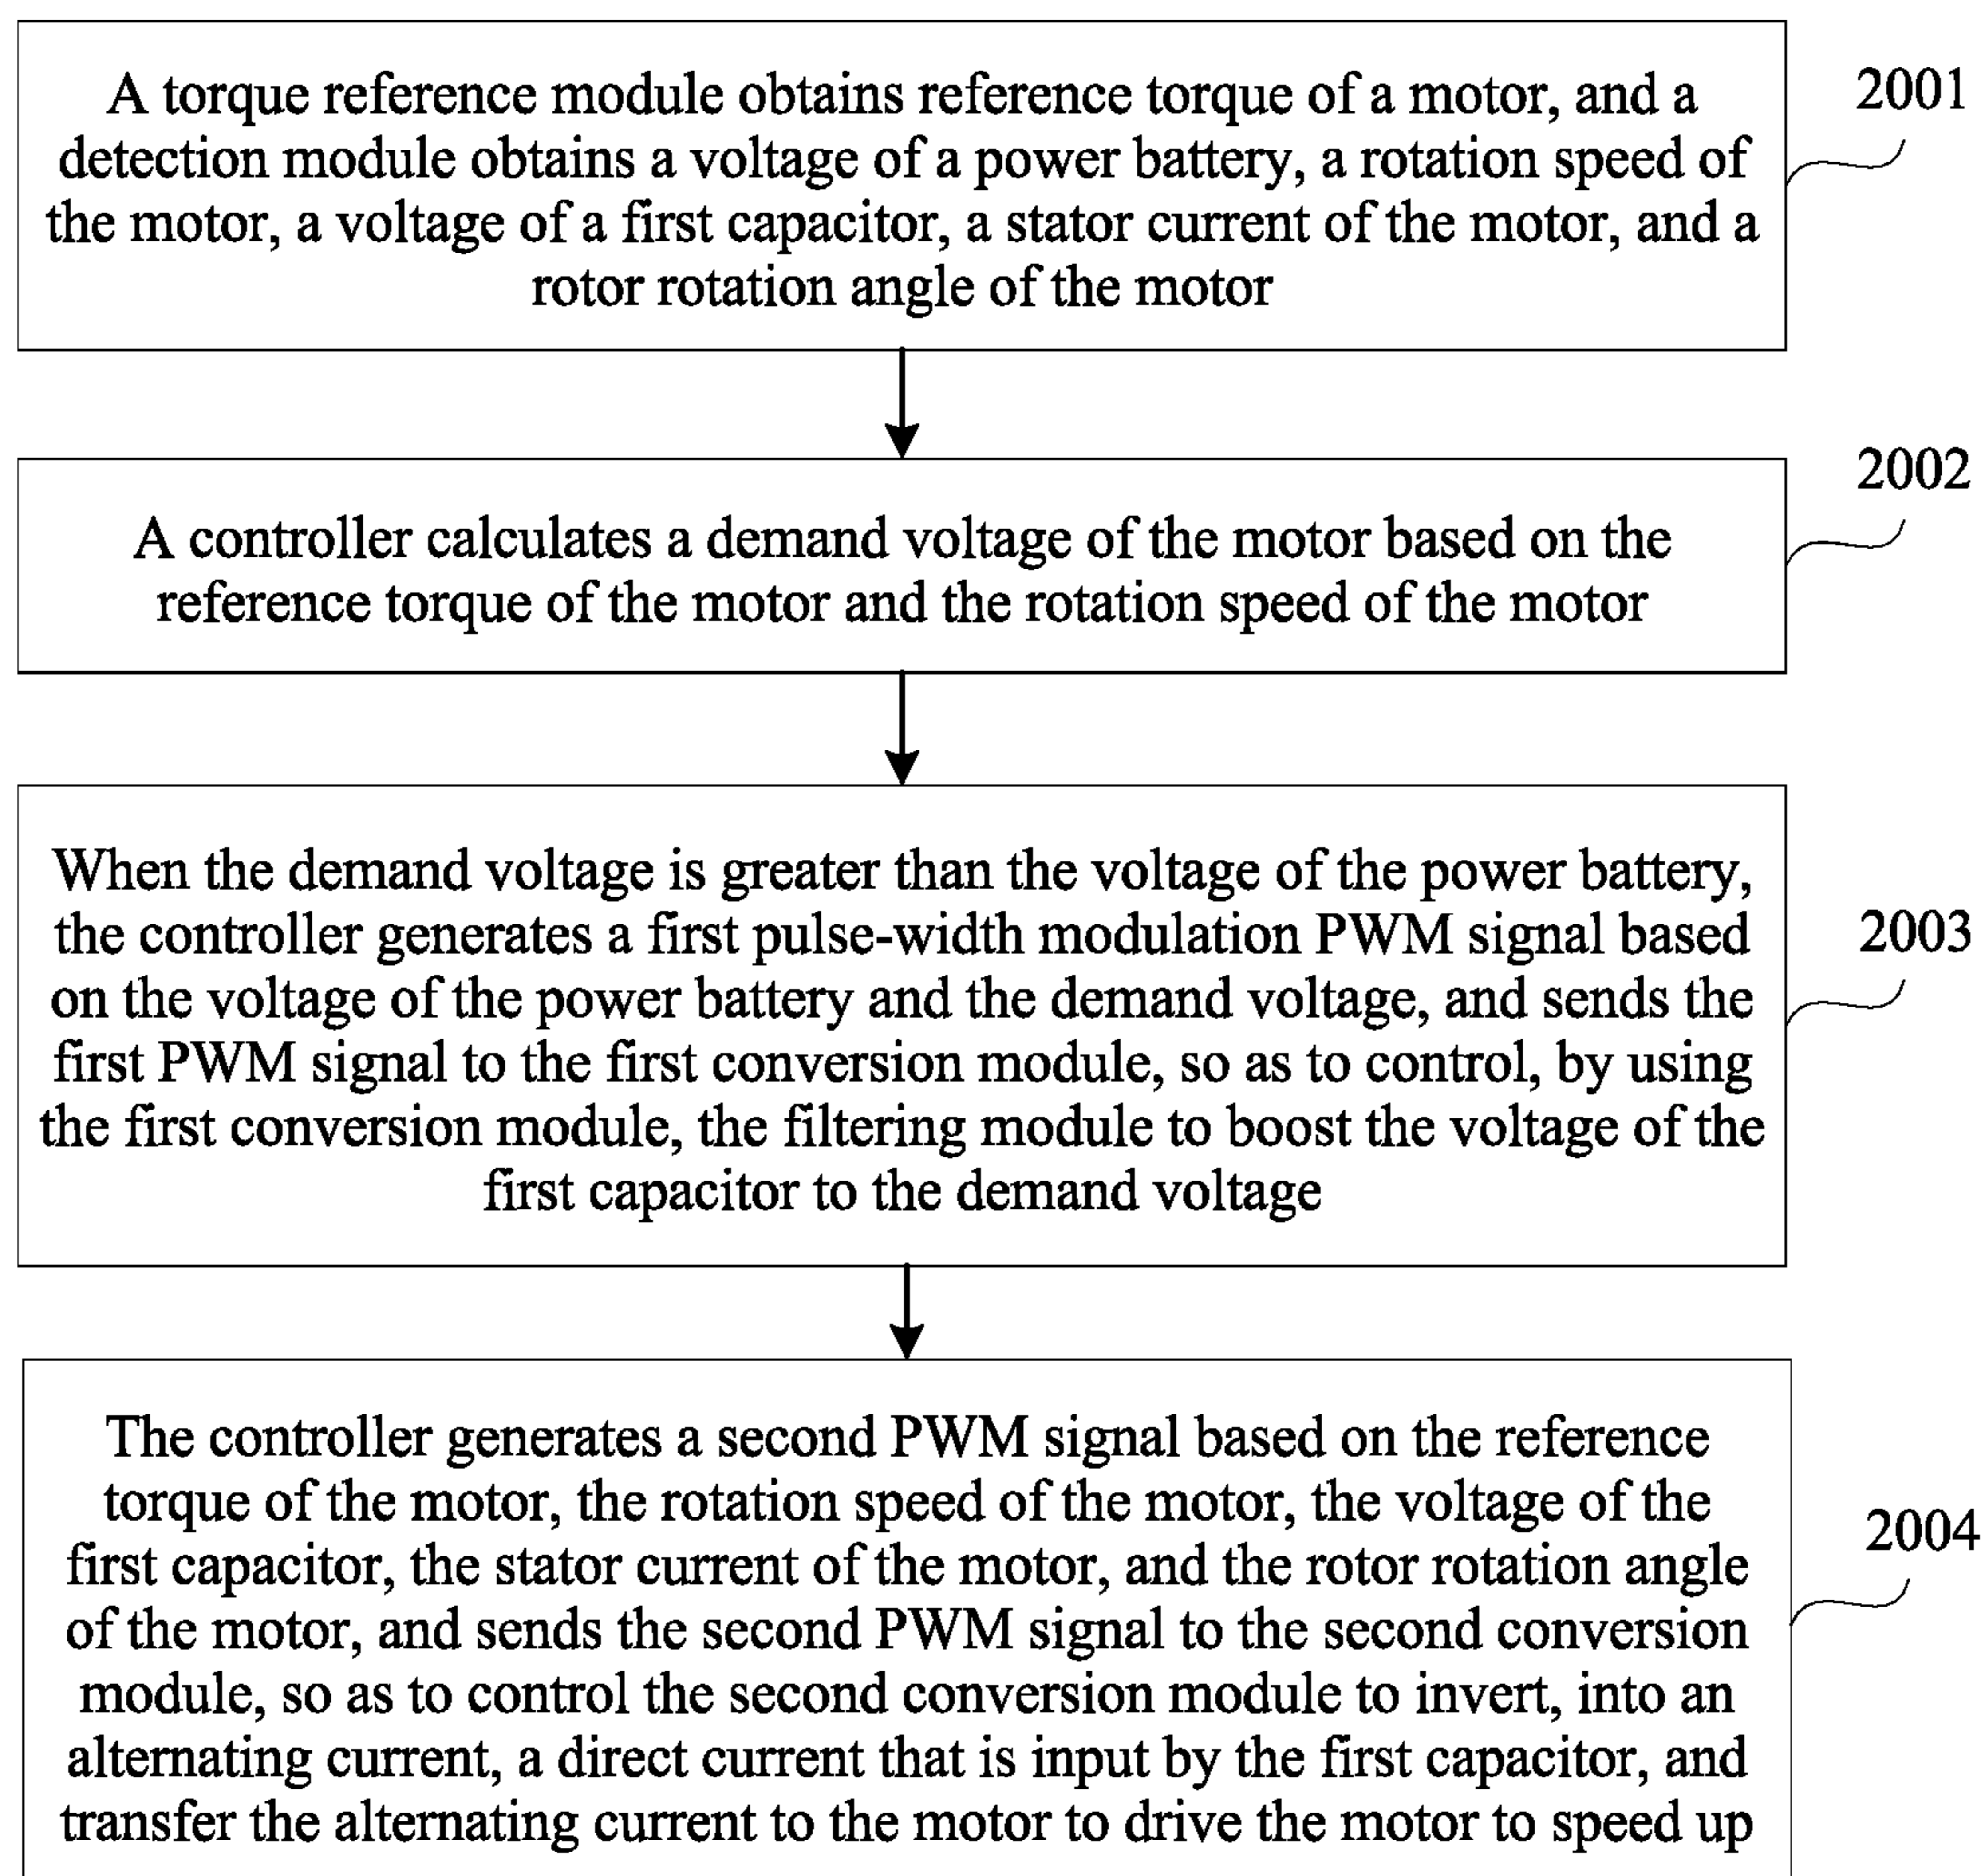 A torque reference module obtains reference torque of a motor, and a
detection module obtains a voltage of a power battery, a rotation speed of
the motor, a voltage of a first capacitor, a stator current of the motor, and a
rotor rotation angle of the motor
2001
A controller calculates a demand voltage of the motor based on the
reference torque of the motor and the rotation speed of the motor
2002
When the demand voltage is greater than the voltage of the power battery,
the controller generates a first pulse-width modulation PWM signal based
on the voltage of the power battery and the demand voltage, and sends the
first PWM signal to the first conversion module, so as to control, by using
the first conversion module, the filtering module to boost the voltage of the
first capacitor to the demand voltage
2003
The controller generates a second PWM signal based on the reference
torque of the motor, the rotation speed of the motor, the voltage of the
first capacitor, the stator current of the motor, and the rotor rotation angle
of the motor, and sends the second PWM signal to the second conversion
module, so as to control the second conversion module to invert, into an
alternating current, a direct current that is input by the first capacitor, and
transfer the alternating current to the motor to drive the motor to speed up
2004